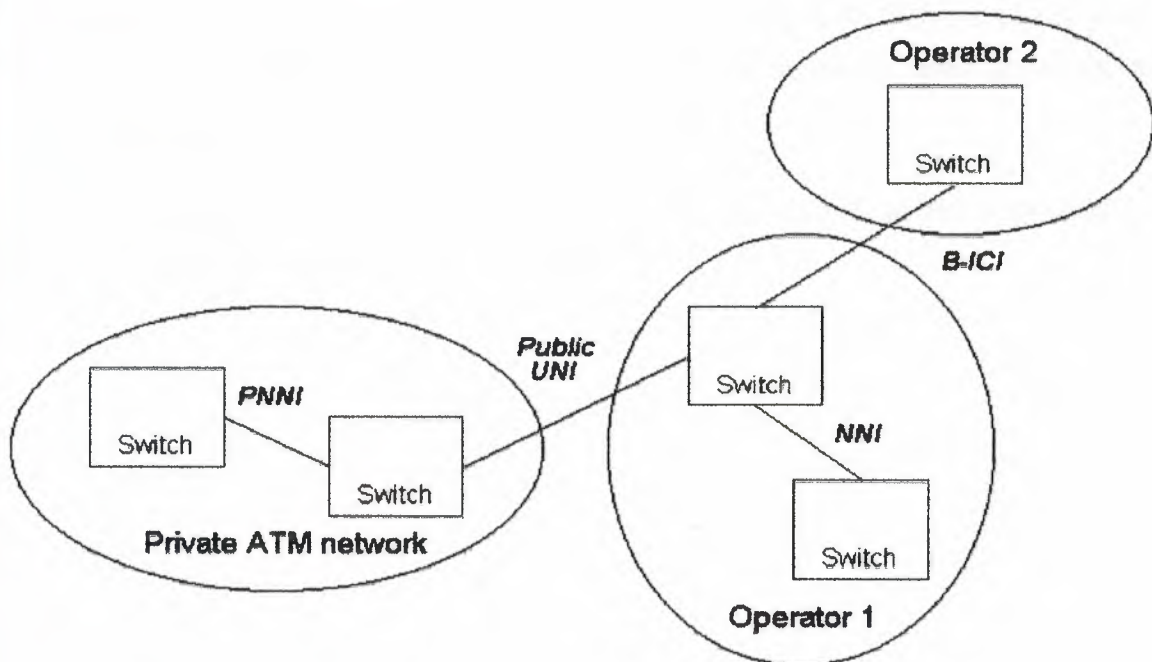 Operator 2
Switch
B-ICI
Public
UNI
Switch
PNNI
Switch
NNI
Switch
Switch
Private ATM network
Operator 1